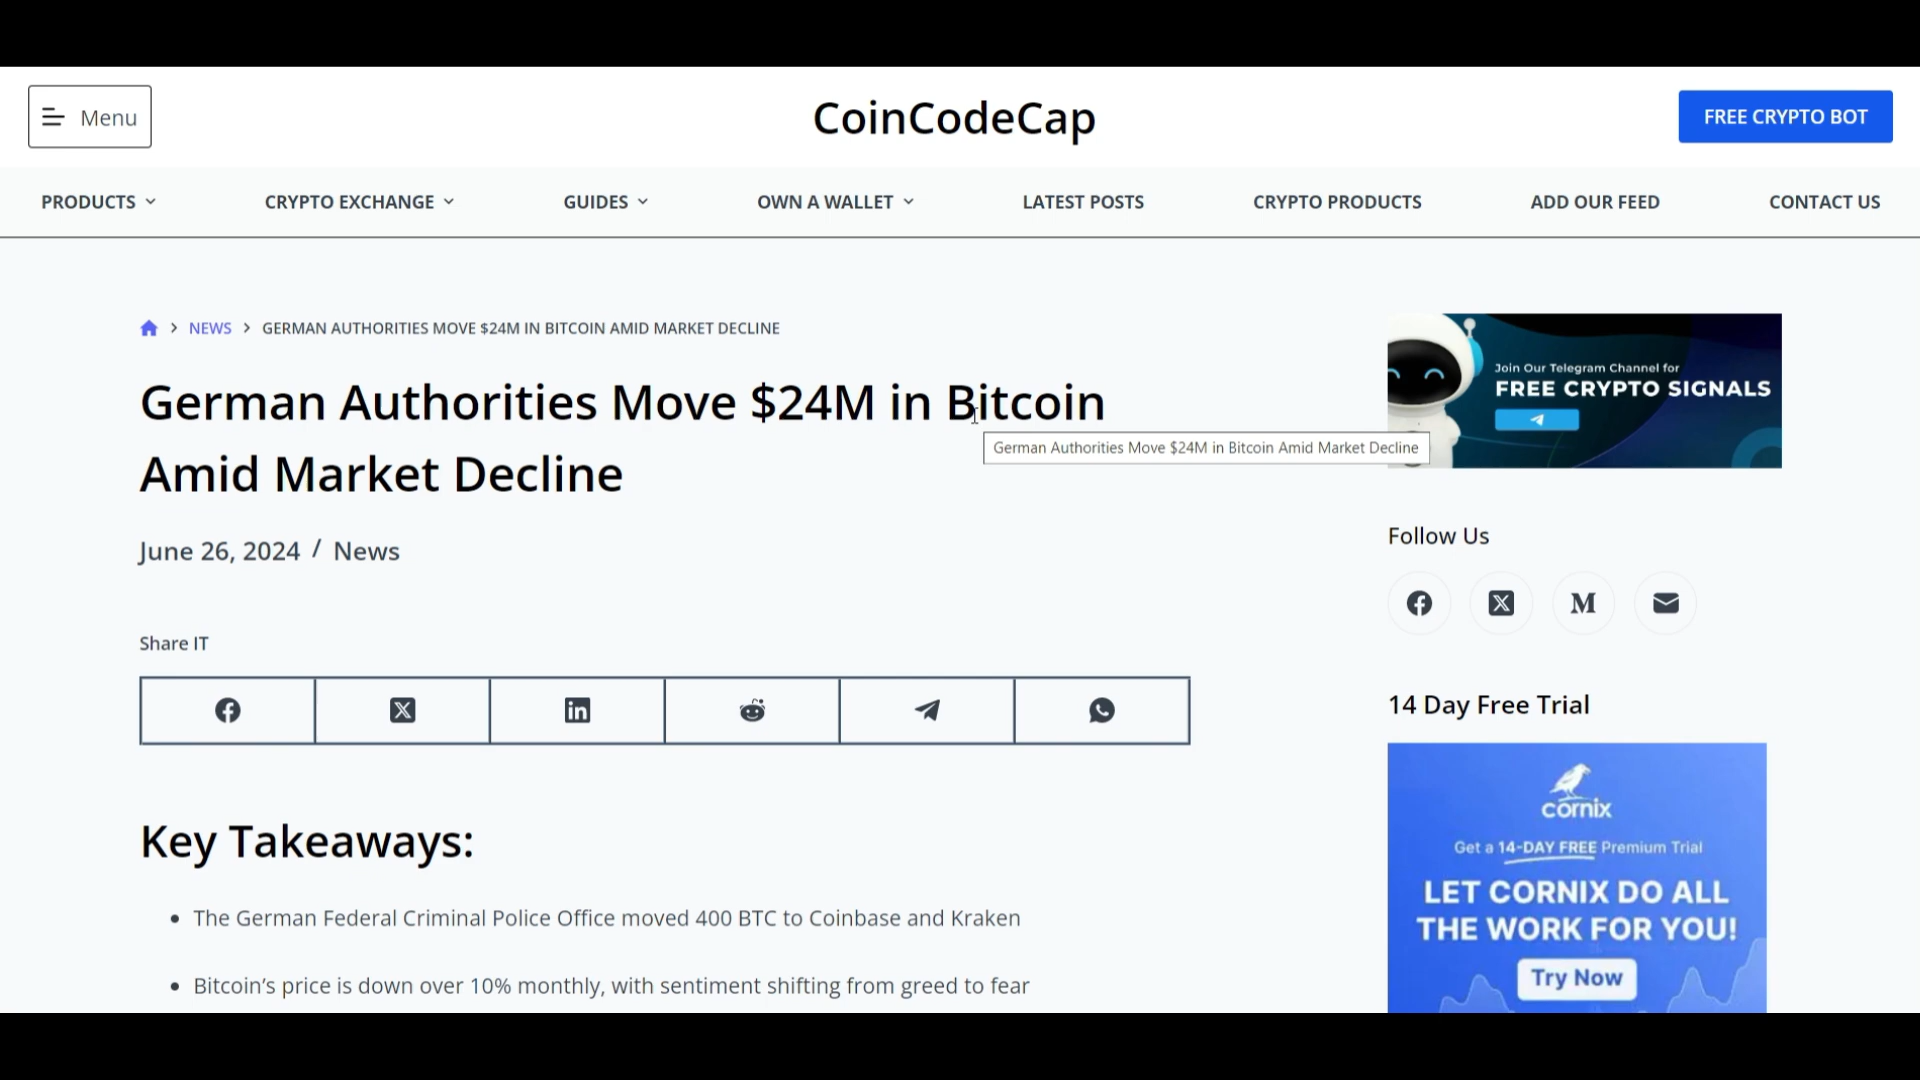 Menu
CoinCodeCap
FREE CRYPTO BOT
PRODUCTS
CRYPTO EXCHANGE
GUIDES
OWN A WALLET
LATEST POSTS
CRYPTO PRODUCTS
ADD OUR FEED
CONTACT US
NEWS
GERMAN AUTHORITIES MOVE $24M IN BITCOIN AMID MARKET DECLINE
German Authorities Move $24M in Bitcoin
Amid Market Decline
German Authorities Move $24M in Bitcoin Amid Market Decline
June 26, 2024 / News
Share IT
Key Takeaways:
The German Federal Criminal Police Office moved 400 BTC to Coinbase and Kraken
Bitcoin’s price is down over 10% monthly, with sentiment shifting from greed to fear
Join Our Telegram Channel for
FREE CRYPTO SIGNALS
Follow Us
14 Day Free Trial
cornix
Get a 14-DAY FREE Premium Trial
LET CORNIX DO ALL
THE WORK FOR YOU!
Try Now